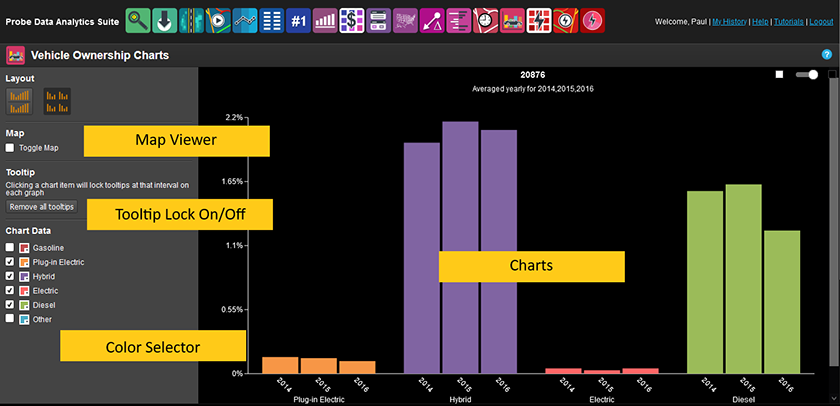 Probe Data Analytics Suite
#1
Welcome, Paul | My History | Help | Tutorials | Logout
Vehicle Ownership Charts
?
Layout
Map
Toggle Map
Map Viewer
Tooltip
Clicking a chart item will lock tooltips at that interval on
each graph
Remove all tooltips
Tooltip Lock On/Off
Chart Data
Gasoline
Plug-in Electric
Hybrid
Electric
Diesel
Other
Color Selector
20876
Averaged yearly for 2014,2015,2016
2.2%
1.65%
1.1%
0.55%
0%
Charts
2014 2015 2016 2014 2015 2016 2014 2015 2016 2014 2015 2016
Plug-in Electric Hybrid Electric Diesel